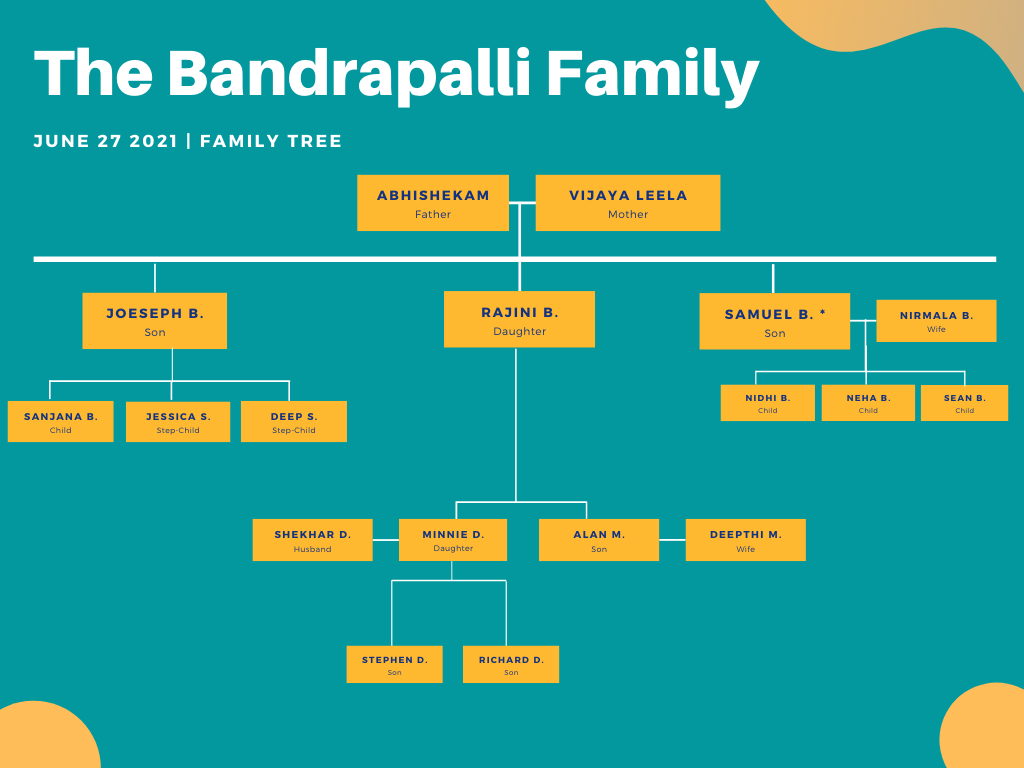 The Bandrapalli Family
JUNE 27 2021 | FAMILY TREE
ABHISHEKAM
Father
VIJAYA LEELA
Mother
JOESEPH B.
Son
RAJINI B.
Daughter
SAMUEL B. *
Son
NIRMALA B.
Wife
SANJANA B.
Child
JESSICA S.
Step-Child
DEEP S.
Step-Child
NIDHI B.
Child
NEHA B.
Child
SEAN B.
Child
SHEKHAR D.
Husband
MINNIE D.
Daughter
ALAN M.
Son
DEEPTHI M.
Wife
STEPHEN D.
Son
RICHARD D.
Son